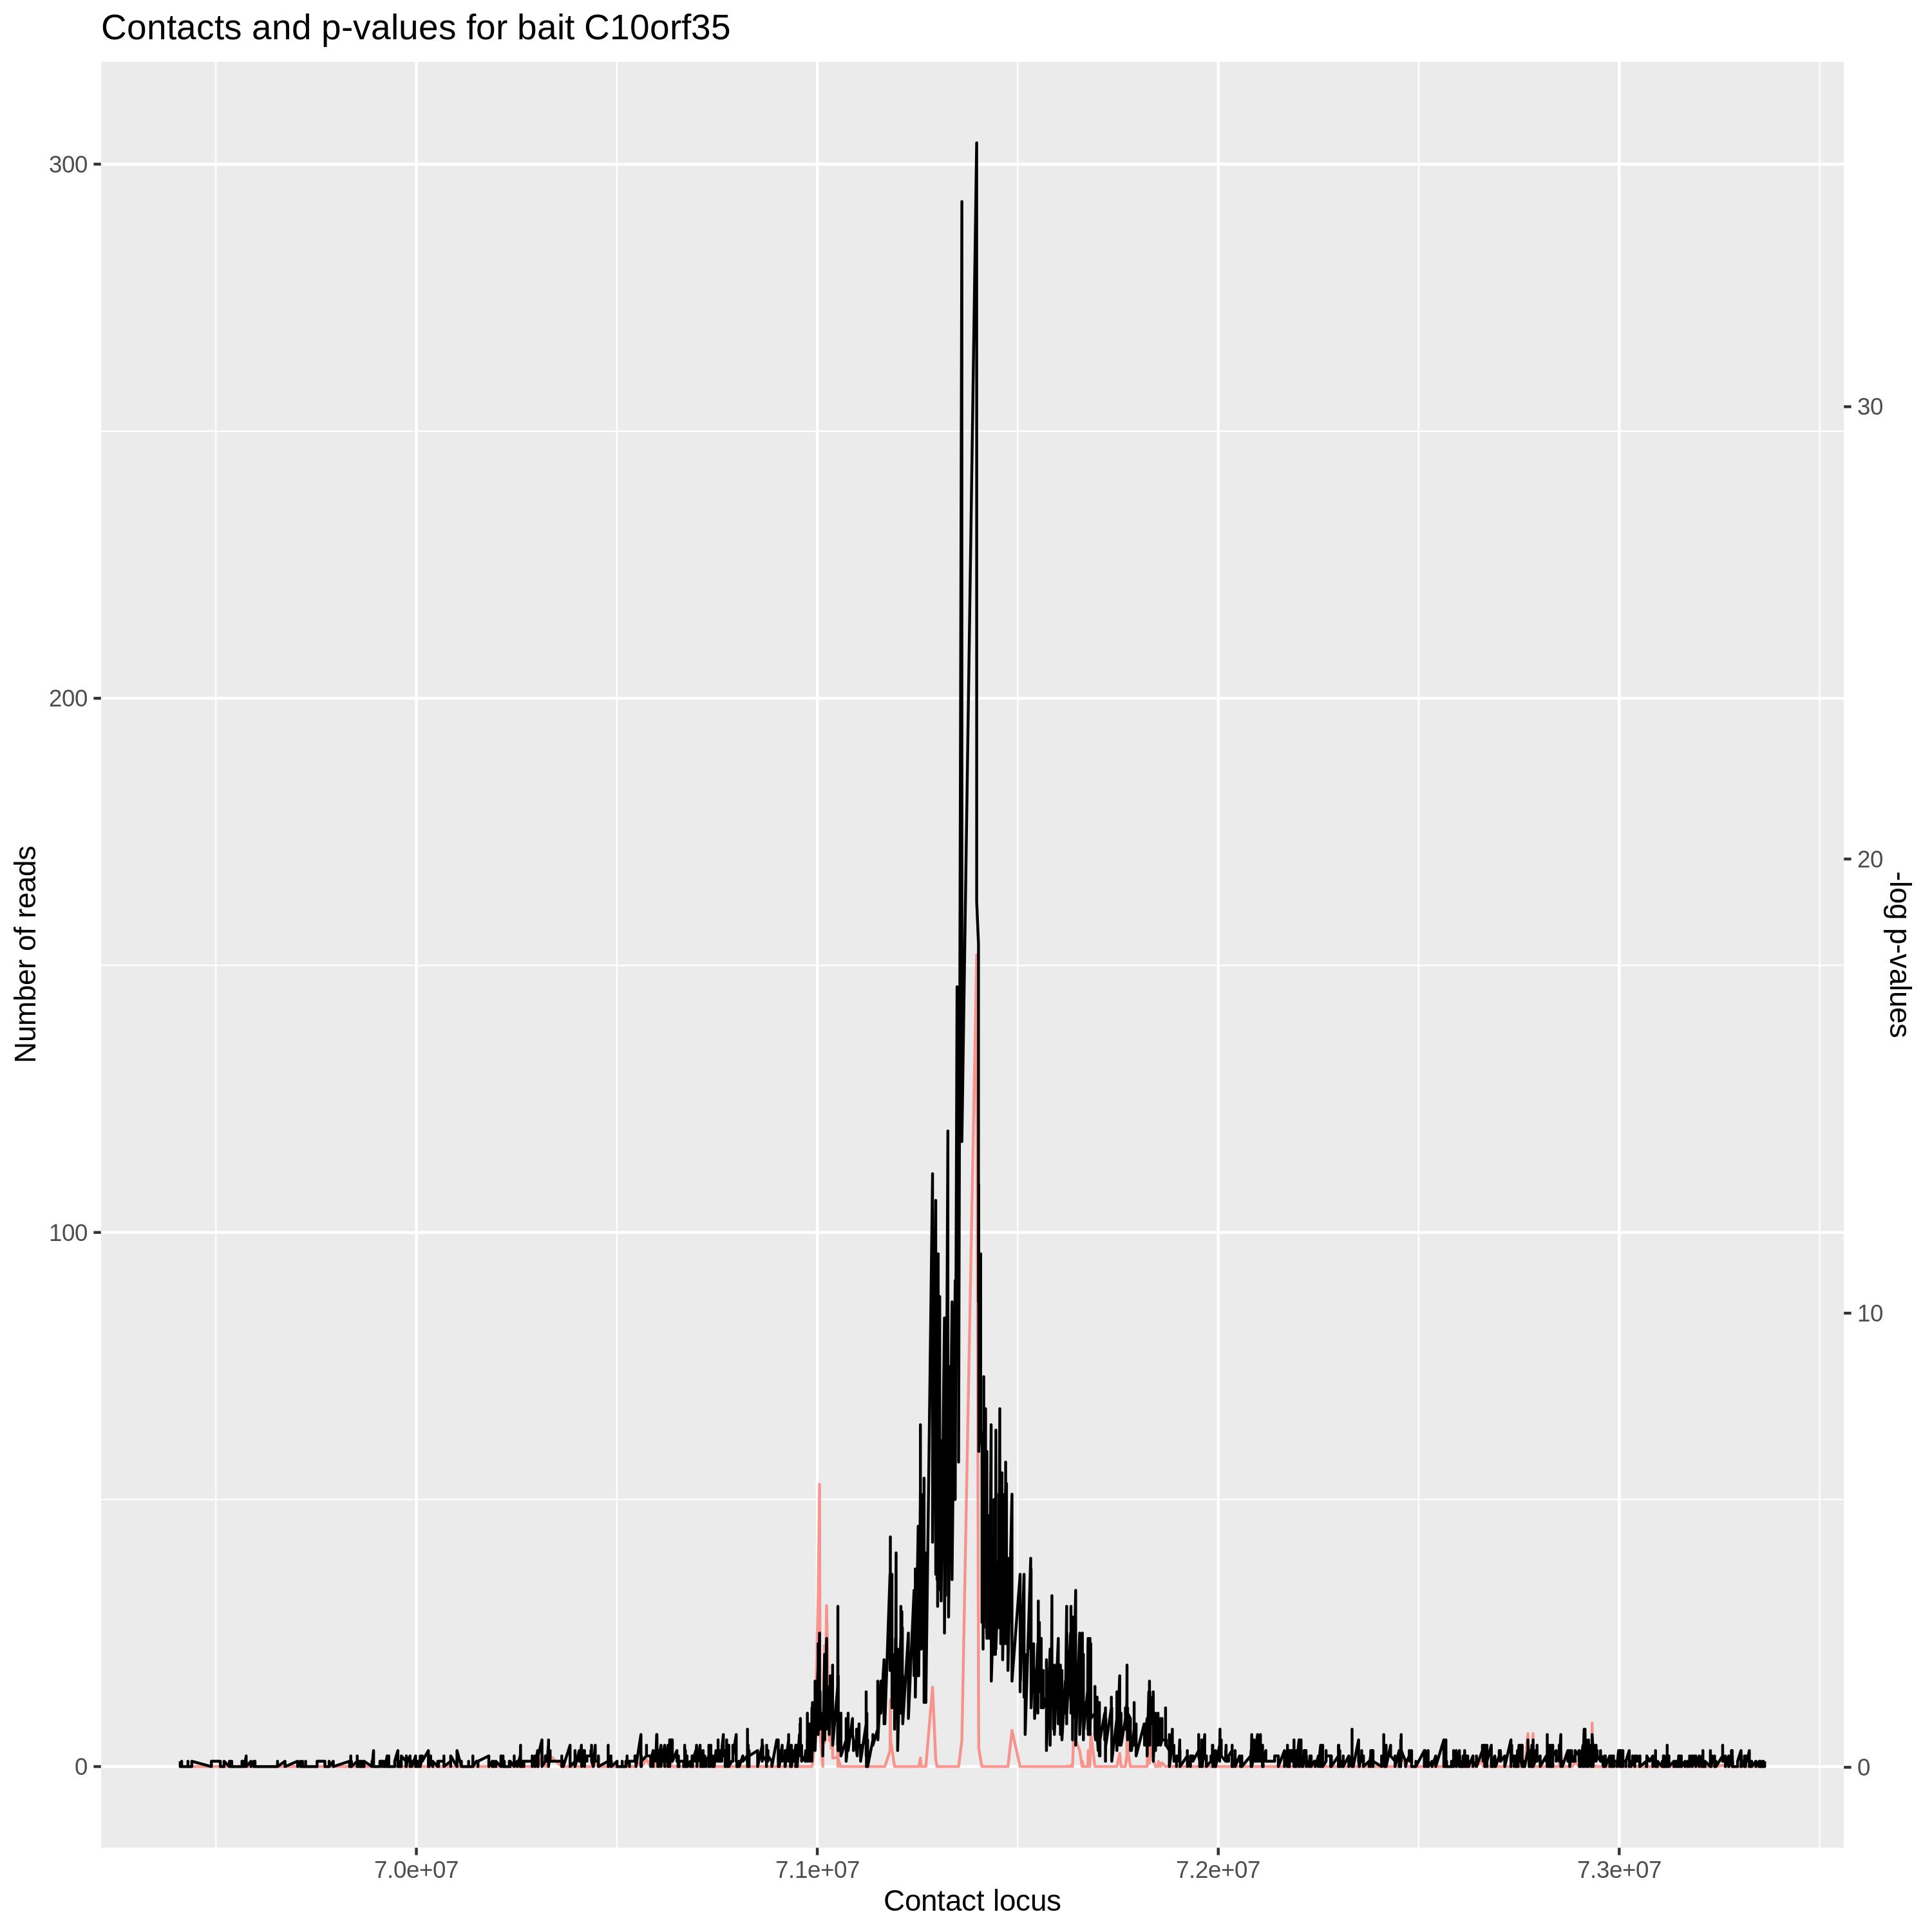 Contacts and p-values for bait C10orf35
300
200
100
0
30
20
10
0
Number of reads
-log p-values
7.0e+07
7.1e+07
7.2e+07
7.3e+07
Contact locus